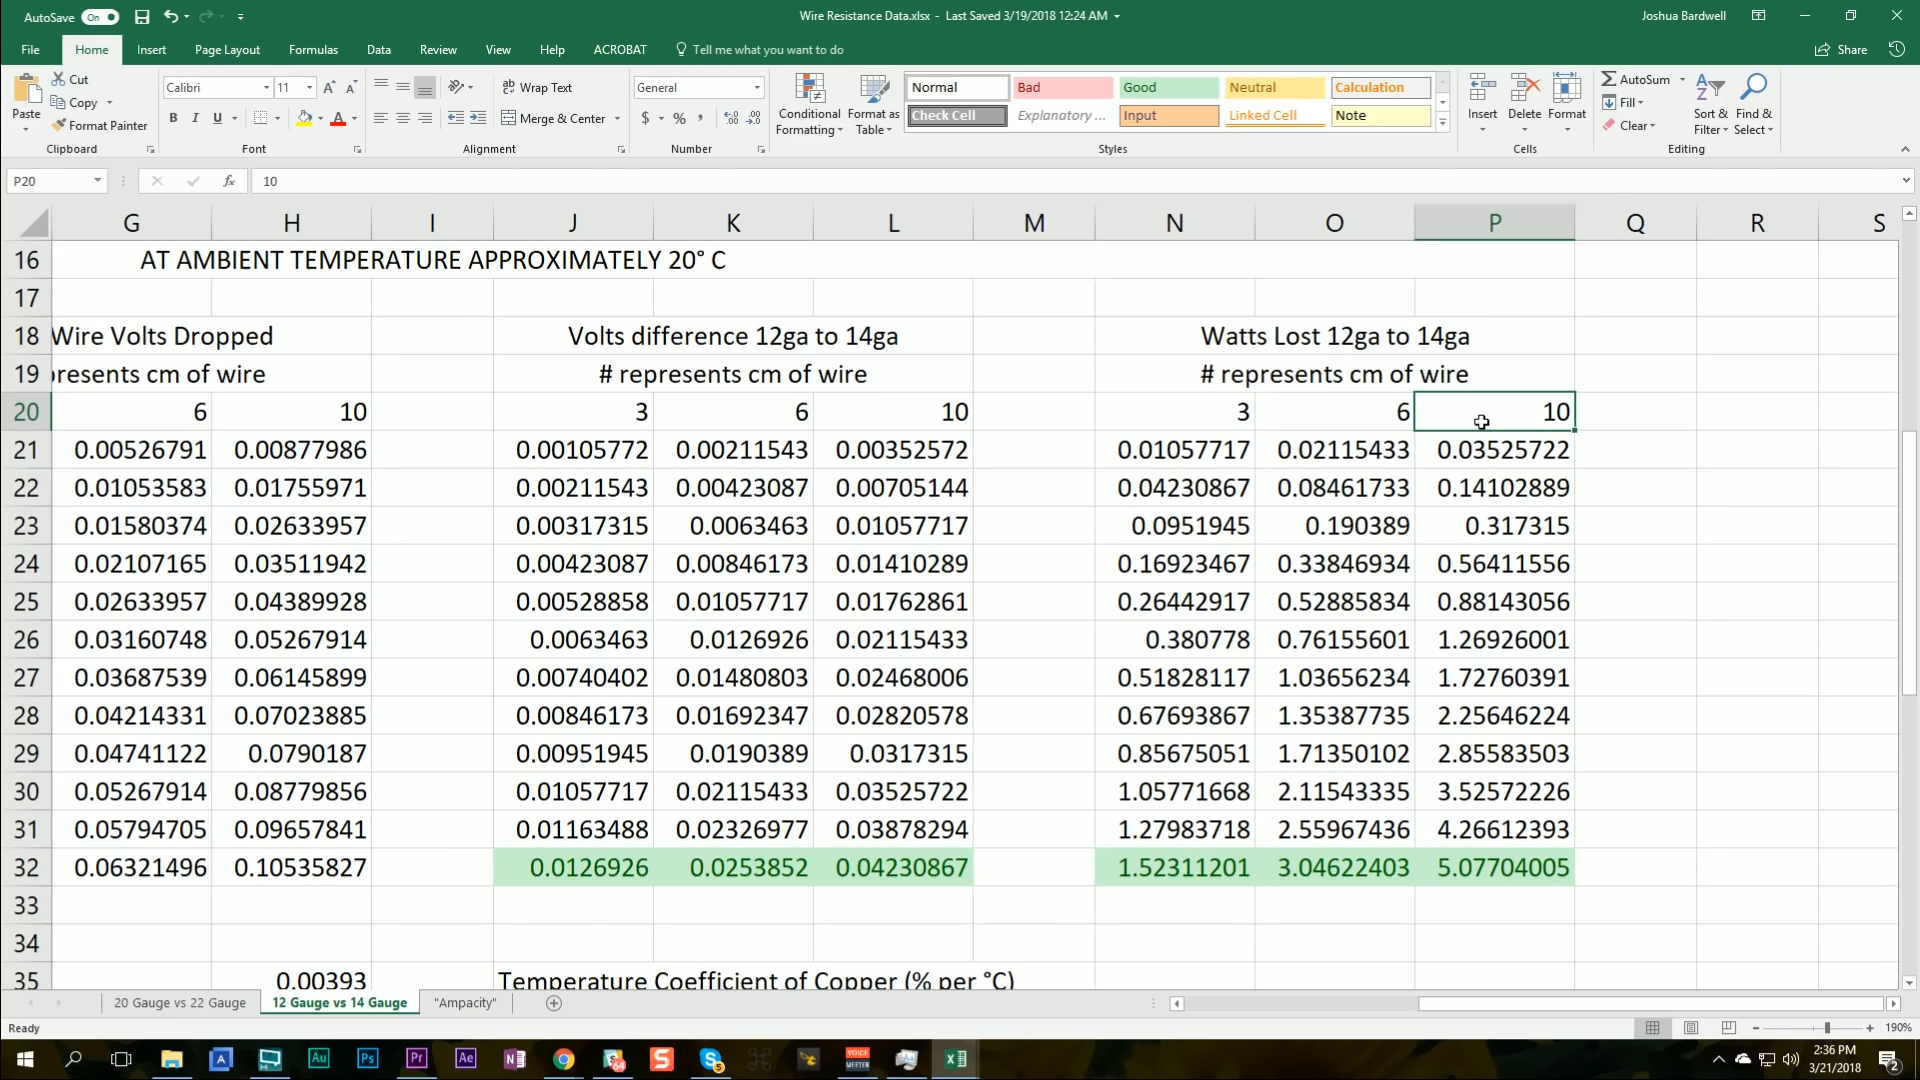 AutoSave On Wire Resistance Data.xlsx - Last Saved 3/19/2018 12:24 AM Joshua Bardwell
File Home Insert Page Layout Formulas Data Review View Help ACROBAT Tell me what you want to do Share
Paste Cut Copy Format Painter
Calibri 11 A A
B I U A
Wrap Text
Merge & Center
General
$ %
Conditional Formatting
Format as Table
Normal Bad Good Neutral Calculation
Check Cell Explanatory ... Input Linked Cell Note
Insert Delete Format
AutoSum
Fill
Clear
Sort & Filter
Find & Select
Clipboard Font Alignment Number Styles Cells Editing
P20 fx 10
G H I J K L M N O P Q R S
16 AT AMBIENT TEMPERATURE APPROXIMATELY 20° C
17
18 Wire Volts Dropped Volts difference 12ga to 14ga Watts Lost 12ga to 14ga
19 presents cm of wire # represents cm of wire # represents cm of wire
20 6 10 3 6 10 3 6 10
21 0.00526791 0.00877986 0.00105772 0.00211543 0.00352572 0.01057717 0.02115433 0.03525722
22 0.01053583 0.01755971 0.00211543 0.00423087 0.00705144 0.04230867 0.08461733 0.14102889
23 0.01580374 0.02633957 0.00317315 0.0063463 0.01057717 0.0951945 0.190389 0.317315
24 0.02107165 0.03511942 0.00423087 0.00846173 0.01410289 0.16923467 0.33846934 0.56411556
25 0.02633957 0.04389928 0.00528858 0.01057717 0.01762861 0.26442917 0.52885834 0.88143056
26 0.03160748 0.05267914 0.0063463 0.0126926 0.02115433 0.380778 0.76155601 1.26926001
27 0.03687539 0.06145899 0.00740402 0.01480803 0.02468006 0.51828117 1.03656234 1.72760391
28 0.04214331 0.07023885 0.00846173 0.01692347 0.02820578 0.67693867 1.35387735 2.25646224
29 0.04741122 0.0790187 0.00951945 0.0190389 0.0317315 0.85675051 1.71350102 2.85583503
30 0.05267914 0.08779856 0.01057717 0.02115433 0.03525722 1.05771668 2.11543335 3.52572226
31 0.05794705 0.09657841 0.01163488 0.02326977 0.03878294 1.27983718 2.55967436 4.26612393
32 0.06321496 0.10535827 0.0126926 0.0253852 0.04230867 1.52311201 3.04622403 5.07704005
33
34
35 0.00393 Temperature Coefficient of Copper (% per °C)
20 Gauge vs 22 Gauge 12 Gauge vs 14 Gauge "Ampacity"
Ready 190%
2:36 PM
3/21/2018